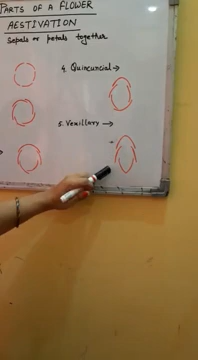 PARTS OF A FLOWER
AESTIVATION
Sepals or petals together
4. Quincuncial →
5. Vexillary →